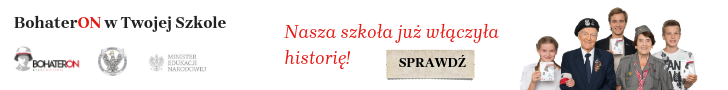 BohaterON w Twojej Szkole
BOHATERON
MINISTER
EDUKACJI
NARODOWEJ
Nasza szkoła już włączyła
historię!
SPRAWDŹ